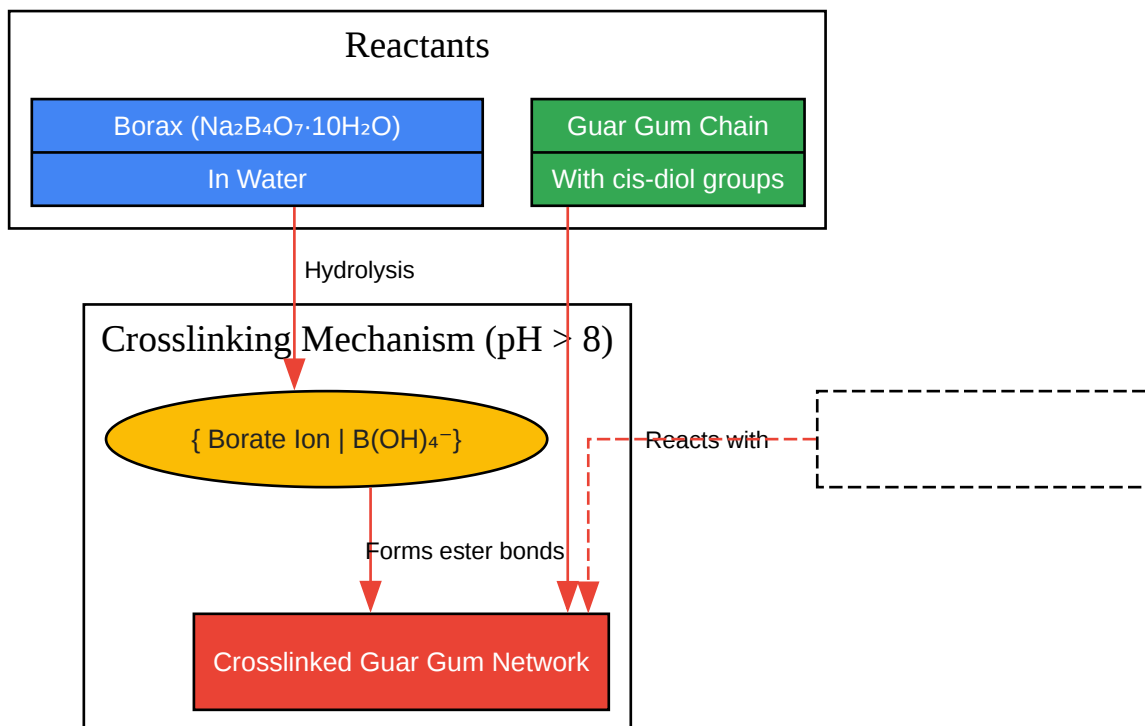 Reactants
Borax (Na₂B₄O₇·10H₂O)
In Water
Guar Gum Chain
With cis-diol groups
Hydrolysis
Crosslinking Mechanism (pH > 8)
{ Borate Ion | B(OH)₄⁻}
Reacts with
Forms ester bonds
Crosslinked Guar Gum Network